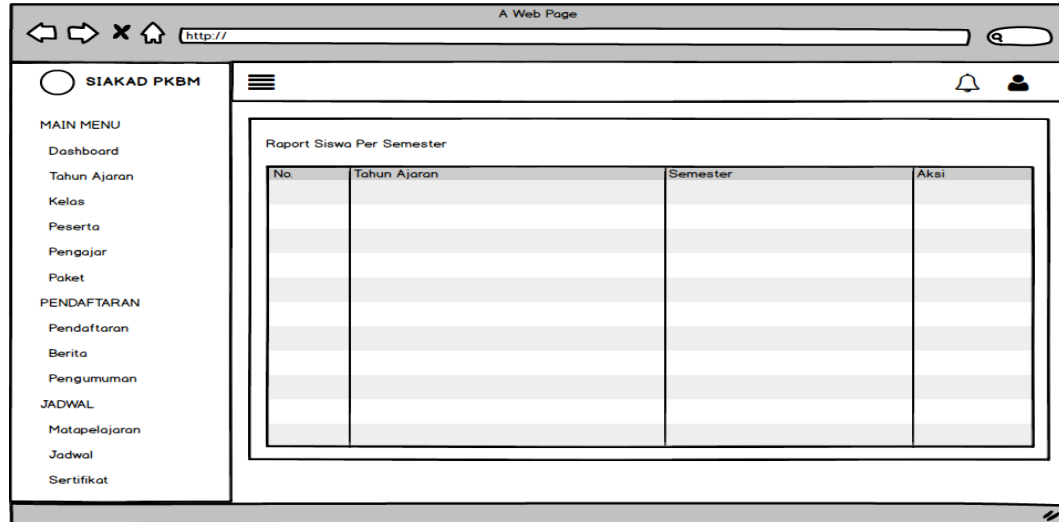 A Web Page
http://
SIAKAD PKBM
MAIN MENU
Dashboard
Tahun Ajaran
Kelas
Peserta
Pengajar
Paket
PENDAFTARAN
Pendaftaran
Berita
Pengumuman
JADWAL
Matapelajaran
Jadwal
Sertifikat
Raport Siswa Per Semester
No. Tahun Ajaran Semester Aksi